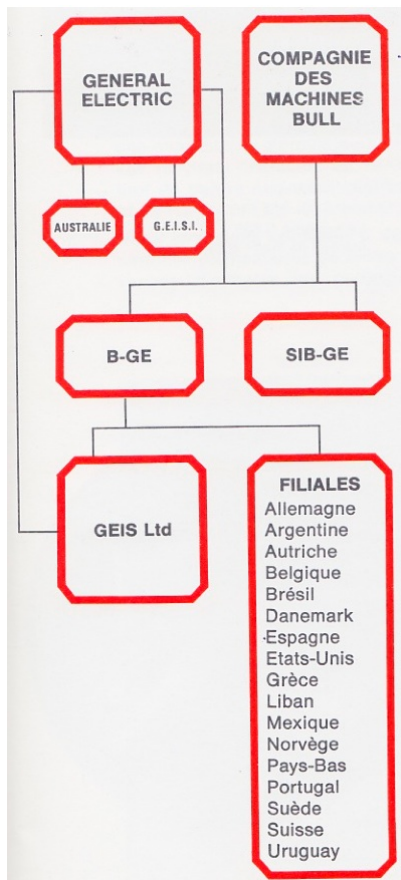 GENERAL
ELECTRIC
COMPAGNIE
DES
MACHINES
BULL
AUSTRALIE
G.E.I.S.I.
B-GE
SIB-GE
GEIS Ltd
FILIALES
Allemagne
Argentine
Autriche
Belgique
Brésil
Danemark
Espagne
Etats-Unis
Grèce
Liban
Mexique
Norvège
Pays-Bas
Portugal
Suède
Suisse
Uruguay